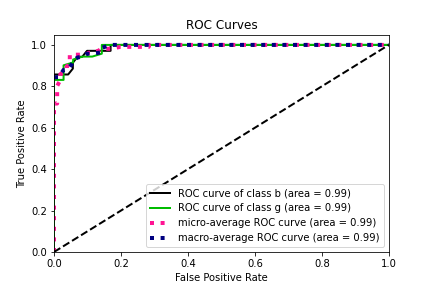 ROC Curves
1.0
0.8
0.6
0.4
0.2
0.0
True Positive Rate
ROC curve of class b (area = 0.99)
ROC curve of class g (area = 0.99)
micro-average ROC curve (area = 0.99)
macro-average ROC curve (area = 0.99)
0.0 0.2 0.4 0.6 0.8 1.0
False Positive Rate